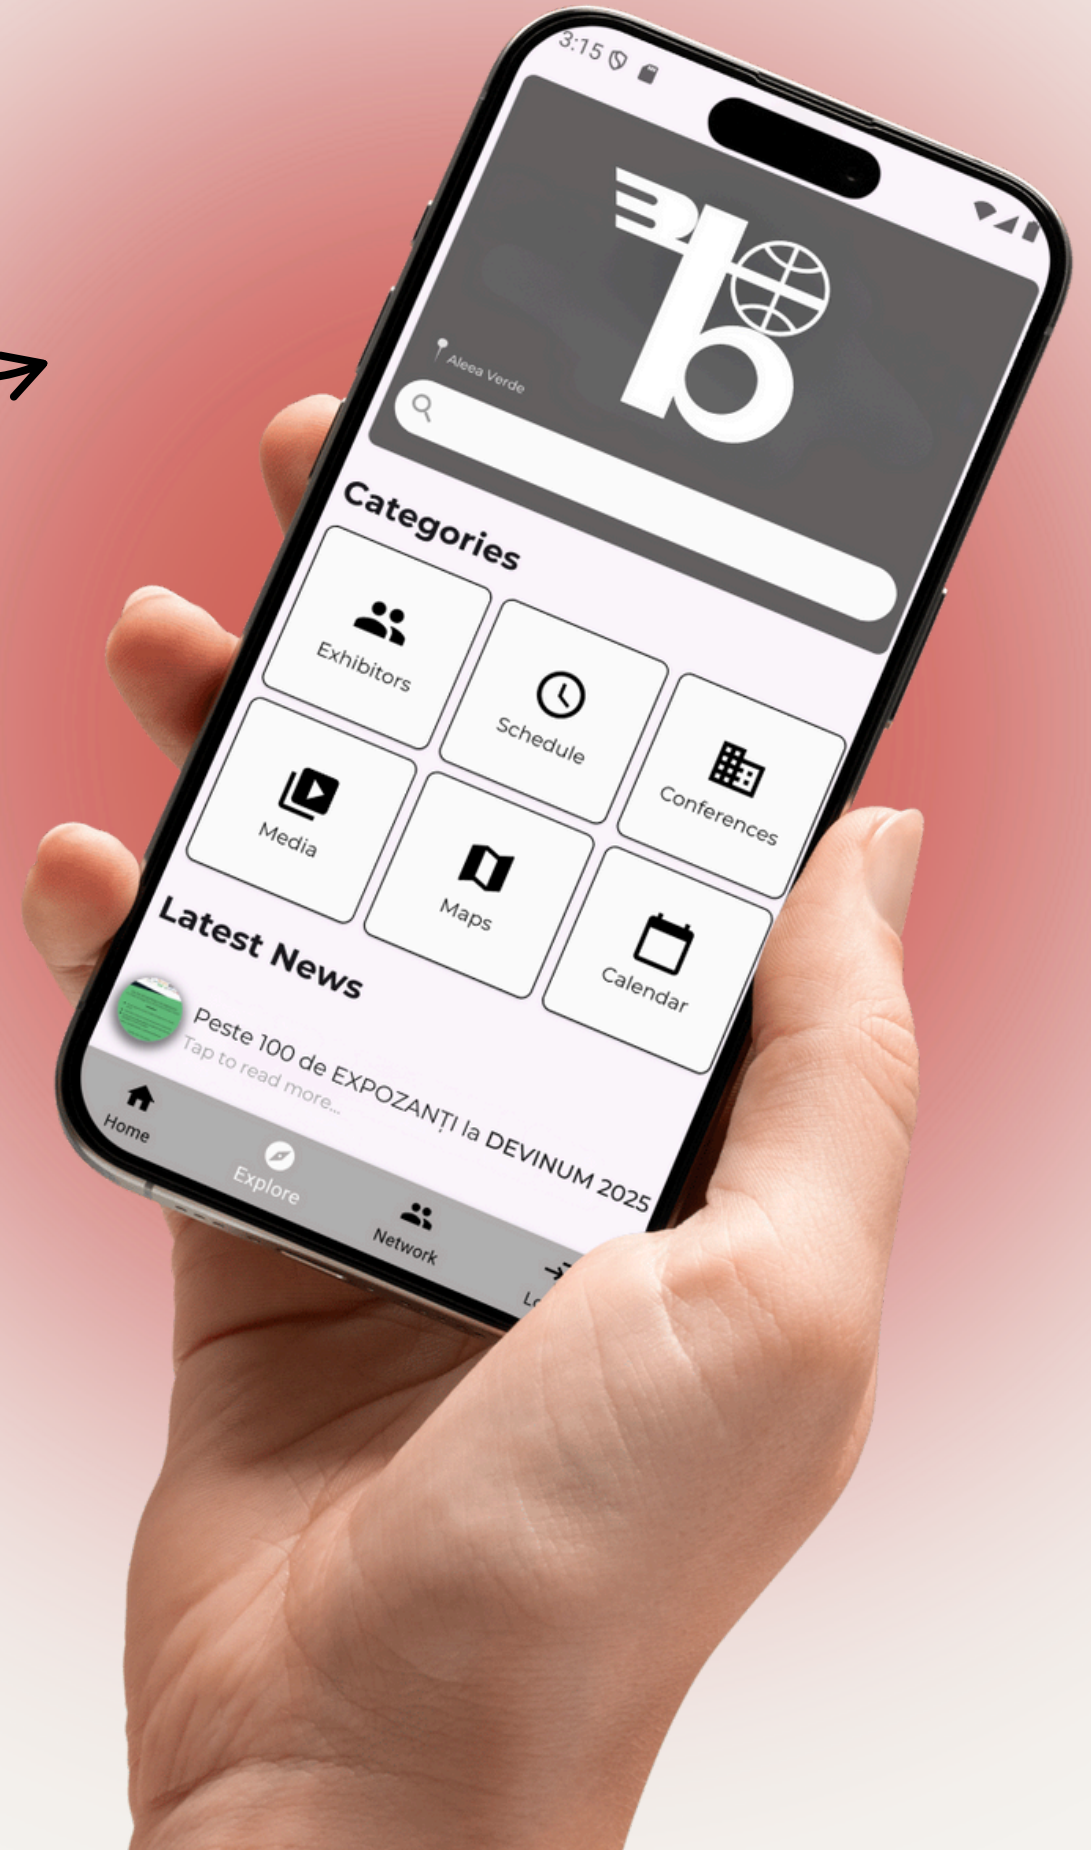 3:15
Aleea Verde
Categories
Exhibitors
Schedule
Conferences
Media
Maps
Calendar
Latest News
Peste 100 de EXPOZANȚI la DEVINUM 2025
Tap to read more...
Home
Explore
Network